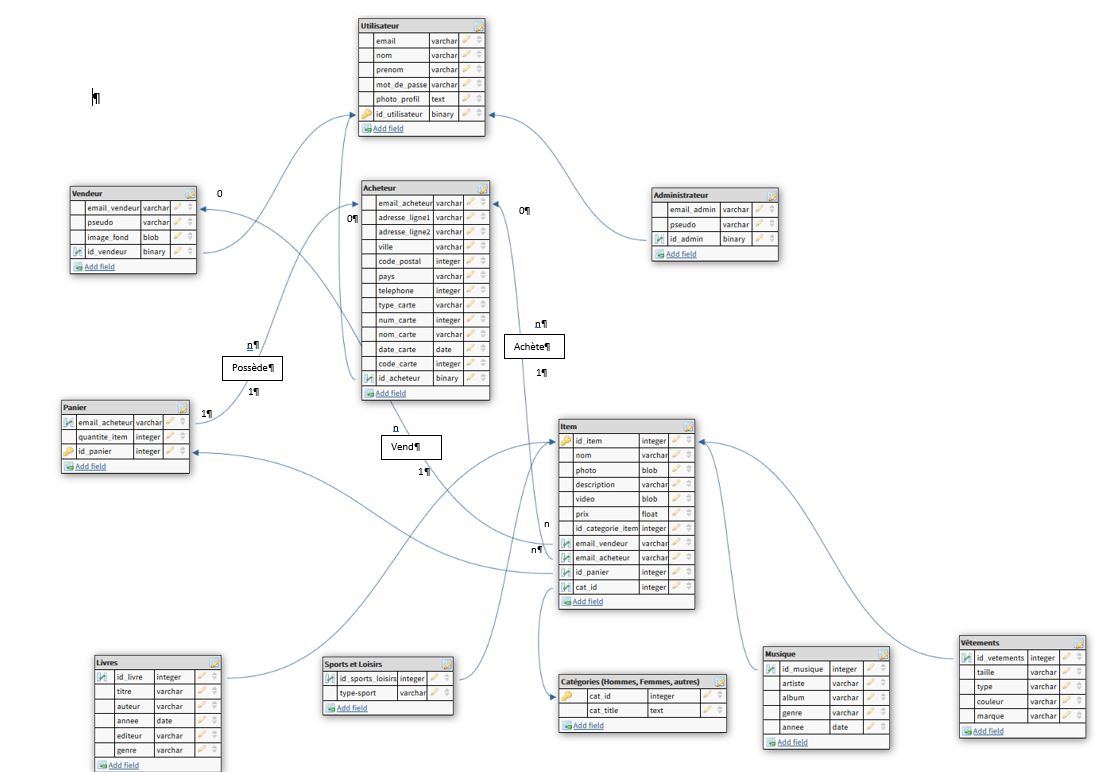 Utilisateur
email varchar
nom varchar
prenom varchar
mot_de_passe varchar
photo_profil text
id_utilisateur binary
Add field
¶
Vendeur
email_vendeur varchar
pseudo varchar
image_fond blob
id_vendeur binary
Add field
0
Acheteur
email_acheteur varchar
adresse_ligne1 varchar
adresse_ligne2 varchar
ville varchar
code_postal integer
pays varchar
telephone integer
type_carte varchar
num_carte integer
nom_carte varchar
date_carte date
code_carte integer
id_acheteur binary
Add field
0¶
0¶
Administrateur
email_admin varchar
pseudo varchar
id_admin binary
Add field
n¶
Possède¶
1¶
n¶
Achète¶
1¶
Panier
email_acheteur varchar
quantite_item integer
id_panier integer
Add field
1¶
n
Vend¶
1¶
Item
id_item integer
nom varchar
photo blob
description varchar
video blob
prix float
id_categorie_item integer
email_vendeur varchar
email_acheteur varchar
id_panier integer
cat_id integer
Add field
n
n¶
Livres
id_livre integer
titre varchar
auteur varchar
annee date
editeur varchar
genre varchar
Add field
Sports et Loisirs
id_sports_loisirs integer
type-sport varchar
Add field
Catégories (Hommes, Femmes, autres)
cat_id integer
cat_title text
Add field
Musique
id_musique integer
artiste varchar
album varchar
genre varchar
annee date
Add field
Vêtements
id_vetements integer
taille varchar
type varchar
couleur varchar
marque varchar
Add field